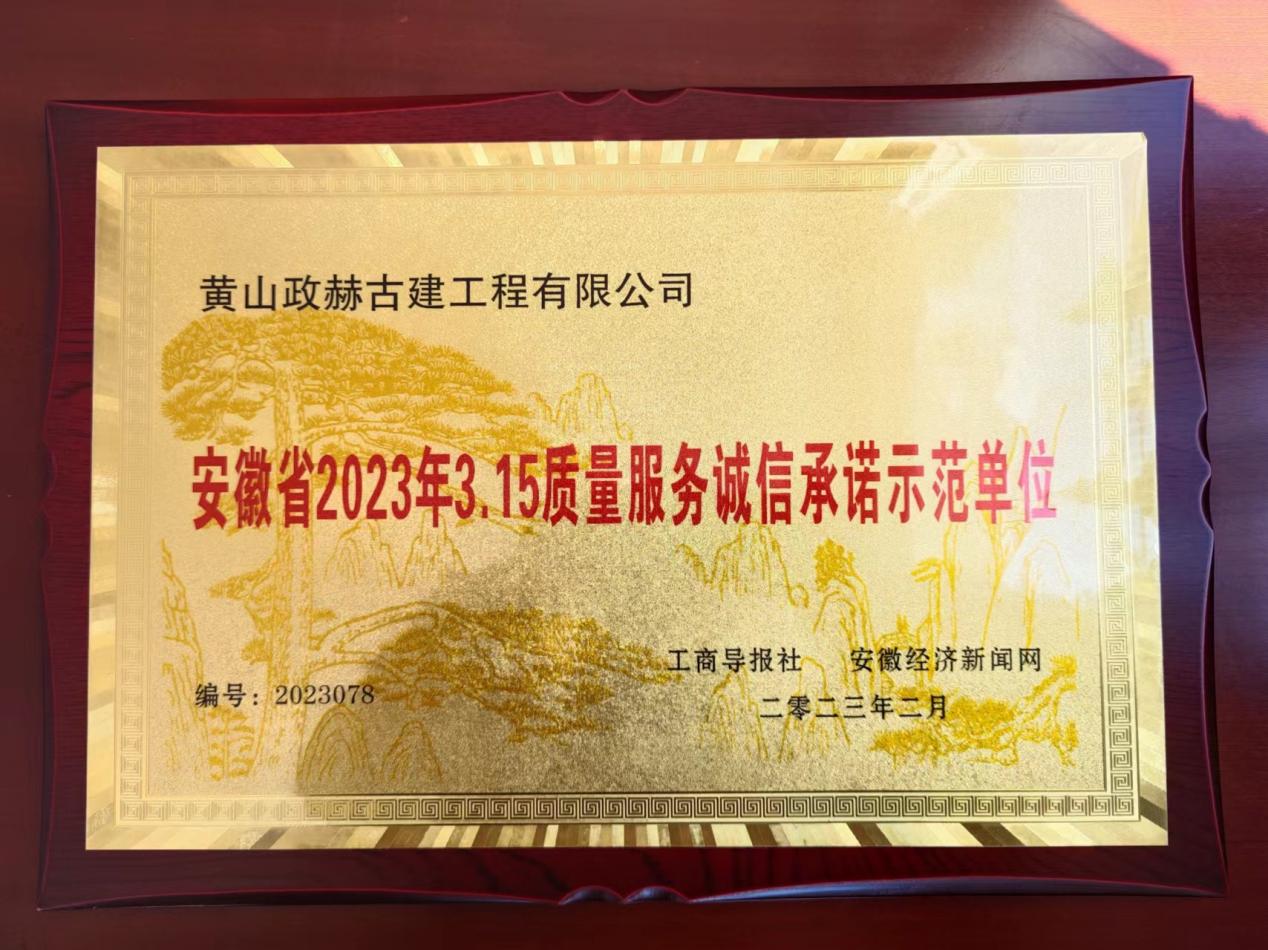 黄山政赫古建工程有限公司
安徽省2023年3.15质量服务诚信承诺示范单位
工商导报社 安徽经济新闻网
编号：2023078
二零二三年二月